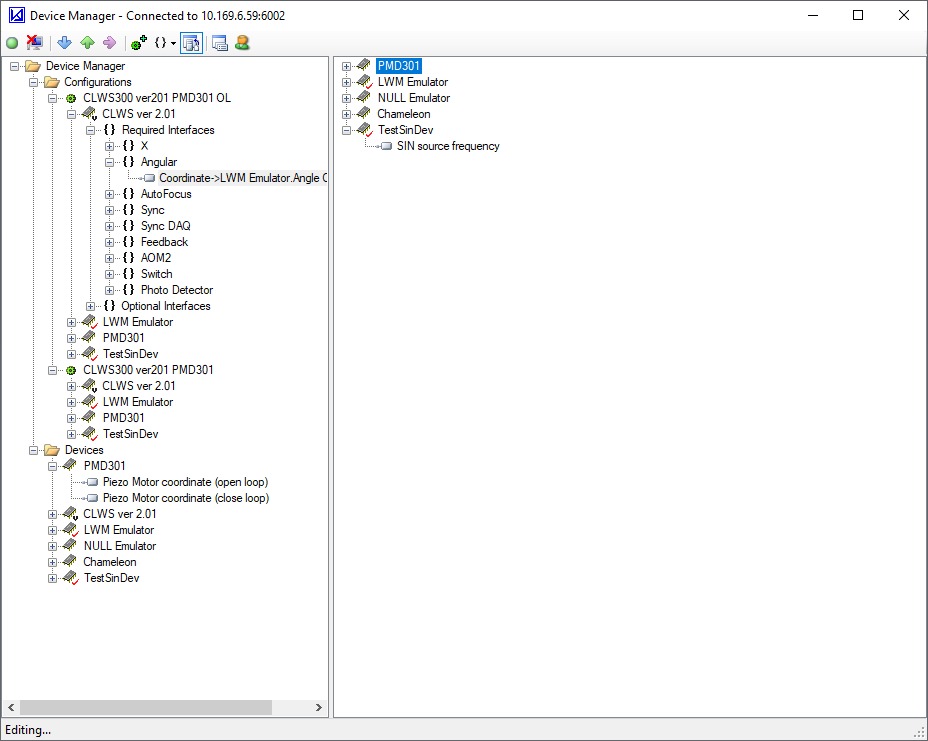 Device Manager - Connected to 10.169.6.59:6002
Device Manager
Configurations
CLWS300 ver201 PMD301 OL
CLWS ver 2.01
{} Required Interfaces
{} X
{} Angular
Coordinate->LWM Emulator.Angle C
{} AutoFocus
{} Sync
{} Sync DAQ
{} Feedback
{} AOM2
{} Switch
{} Photo Detector
{} Optional Interfaces
LWM Emulator
PMD301
TestSinDev
CLWS300 ver201 PMD301
CLWS ver 2.01
LWM Emulator
PMD301
TestSinDev
Devices
PMD301
Piezo Motor coordinate (open loop)
Piezo Motor coordinate (close loop)
CLWS ver 2.01
LWM Emulator
NULL Emulator
Chameleon
TestSinDev
PMD301
LWM Emulator
NULL Emulator
Chameleon
TestSinDev
SIN source frequency
Editing...